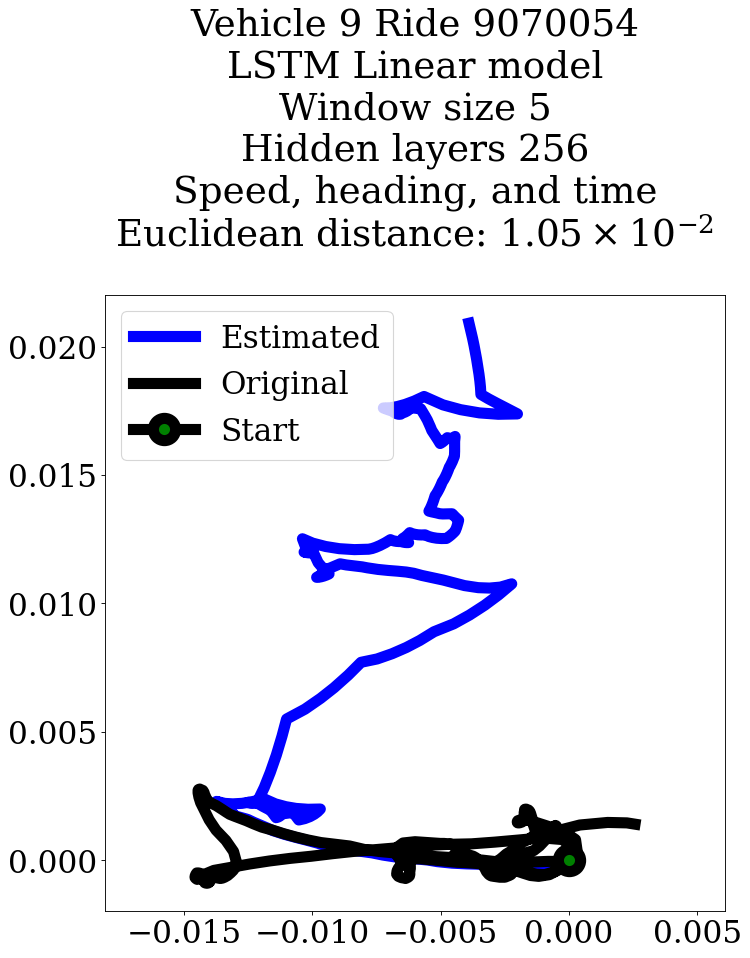 Vehicle 9 Ride 9070054
LSTM Linear model
Window size 5
Hidden layers 256
Speed, heading, and time
Euclidean distance: 1.05 × 10⁻²
Estimated
Original
Start
0.020
0.015
0.010
0.005
0.000
−0.015 −0.010 −0.005 0.000 0.005